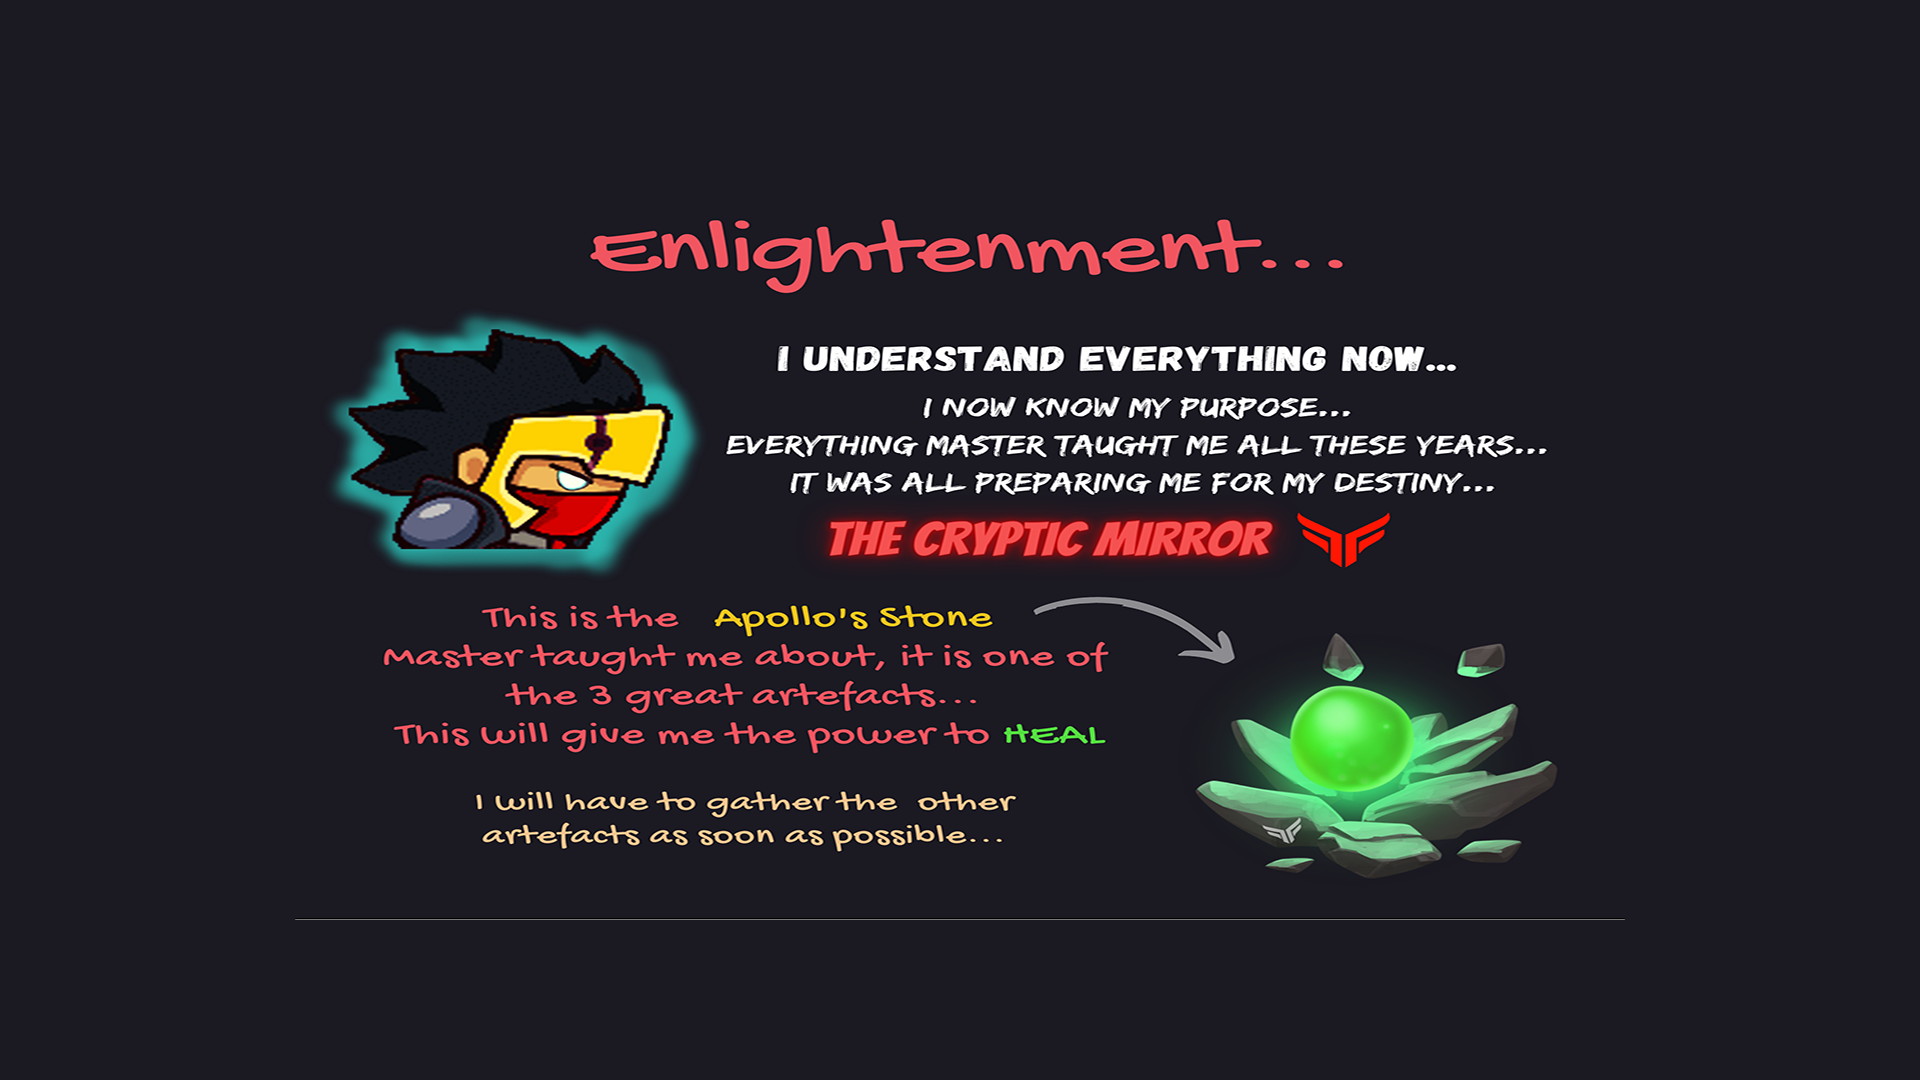 Enlightenment...
I UNDERSTAND EVERYTHING NOW...
I NOW KNOW MY PURPOSE...
EVERYTHING MASTER TAUGHT ME ALL THESE YEARS...
IT WAS ALL PREPARING ME FOR MY DESTINY...
THE CRYPTIC MIRROR
This is the Apollo's Stone
Master taught me about, it is one of
the 3 great artefacts...
This will give me the power to HEAL
I will have to gather the other
artefacts as soon as possible...